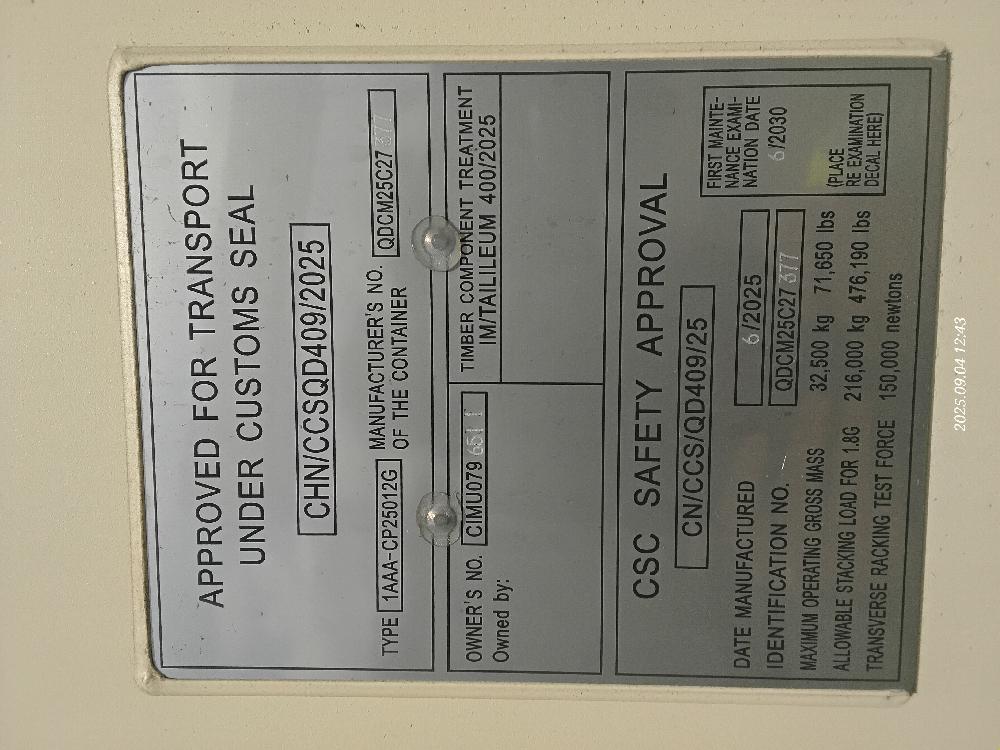 APPROVED FOR TRANSPORT
UNDER CUSTOMS SEAL
CHN/CCSQD409/2025
TYPE 1AAA-CP25012G MANUFACTURER'S NO. OF THE CONTAINER QDCM25C27377
OWNER'S NO. CIMU079 651 1
Owned by:
TIMBER COMPONENT TREATMENT
IM/TAILILEUM 400/2025
CSC SAFETY APPROVAL
CN/CCS/QD409/25
DATE MANUFACTURED 6/2025
IDENTIFICATION NO. QDCM25C27377
MAXIMUM OPERATING GROSS MASS 32,500 kg 71,650 lbs
ALLOWABLE STACKING LOAD FOR 1.8G 216,000 kg 476,190 lbs
TRANSVERSE RACKING TEST FORCE 150,000 newtons
FIRST MAINTE-
NANCE EXAMI-
NATION DATE
6/2030
(PLACE
RE EXAMINATION
DECAL HERE)
2025.09.04 12:43